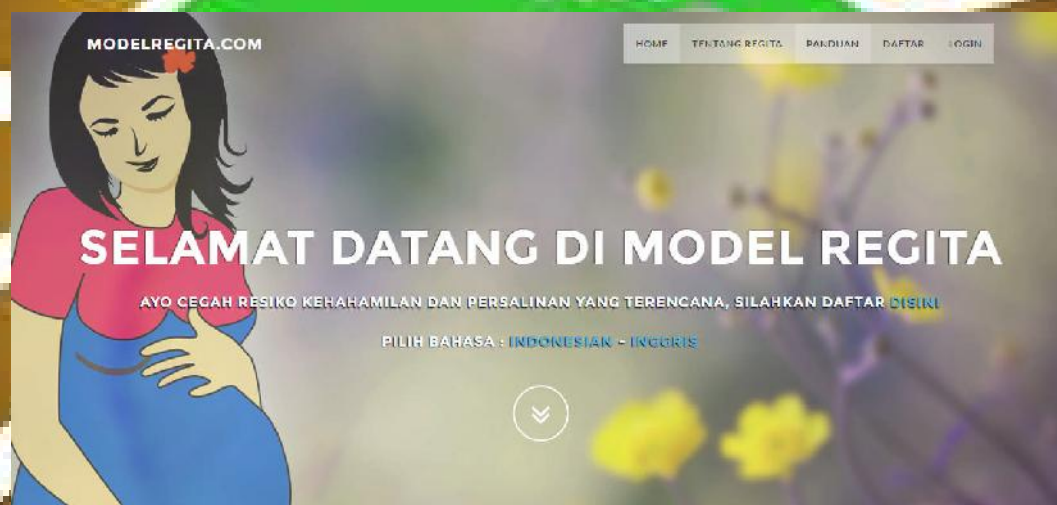 MODELREGITA.COM
HOME TENTANG REGITA PANDUAN DAFTAR LOGIN
SELAMAT DATANG DI MODEL REGITA
AYO CEGAH RESIKO KEHAHAMILAN DAN PERSALINAN YANG TERENCANA, SILAHKAN DAFTAR DISINI
PILIH BAHASA : INDONESIAN - INGGRIS